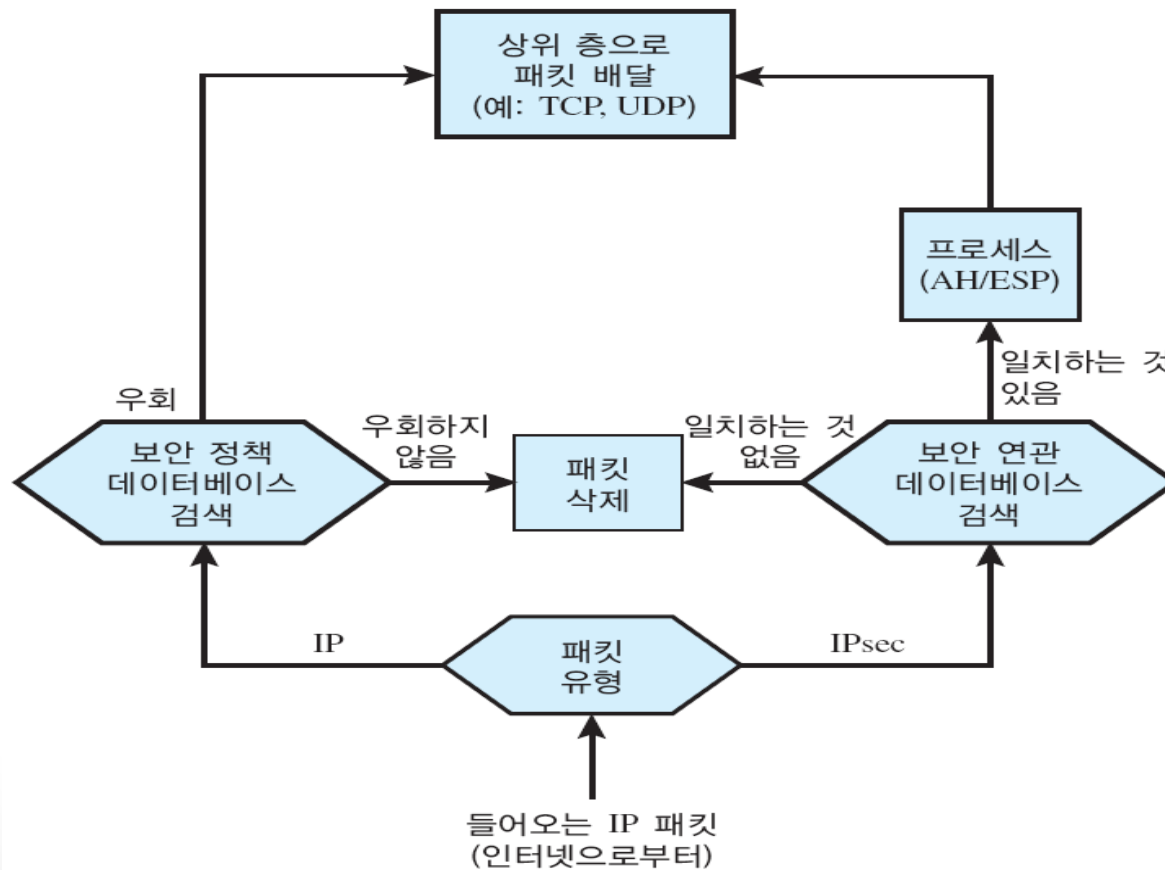 상위 층으로
패킷 배달
(예: TCP, UDP)
프로세스
(AH/ESP)
일치하는 것
있음
우회
보안 정책
데이터베이스
검색
우회하지
않음
패킷
삭제
일치하는 것
없음
보안 연관
데이터베이스
검색
IP
패킷
유형
IPsec
들어오는 IP 패킷
(인터넷으로부터)